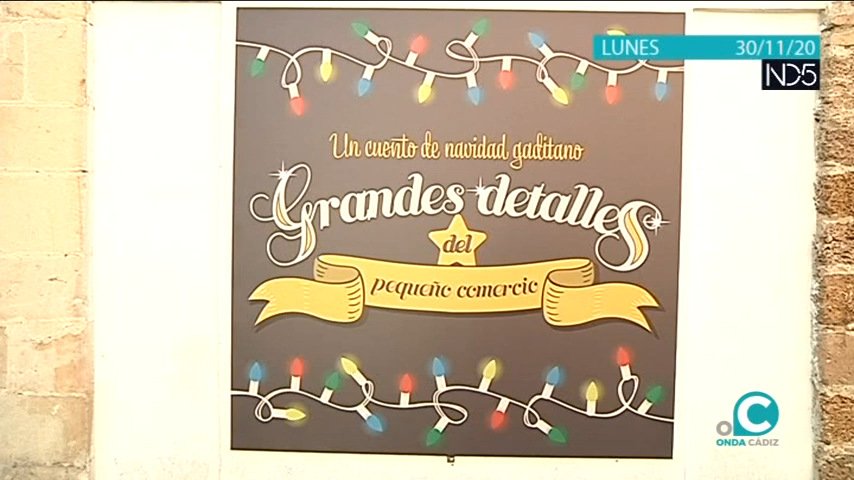 LUNES 30/11/20
ND5
Un cuento de navidad gaditano
Grandes detalles
del
pequeño comercio
ONDA CÁDIZ